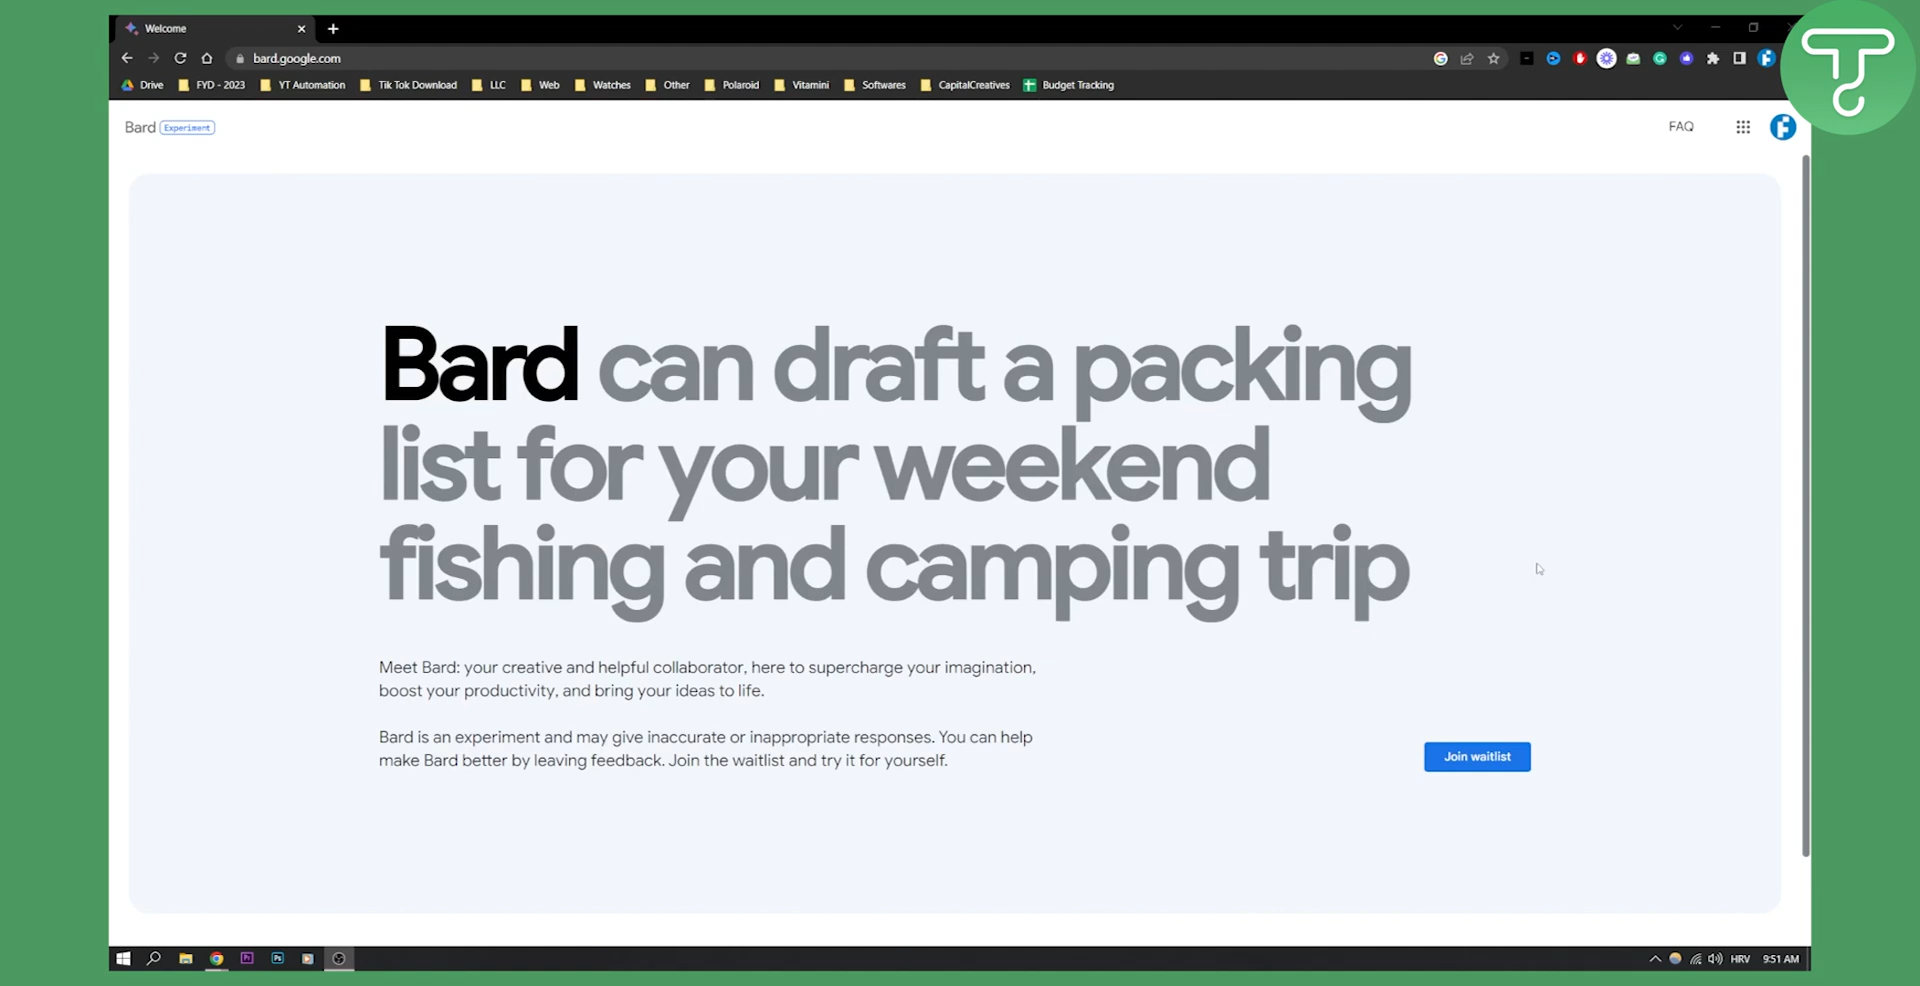 Welcome
bard.google.com
Drive FYD - 2023 YT Automation Tik Tok Download LLC Web Watches Other Polaroid Vitamini Softwares CapitalCreatives Budget Tracking
Bard Experiment FAQ
Bard can draft a packing
list for your weekend
fishing and camping trip
Meet Bard: your creative and helpful collaborator, here to supercharge your imagination,
boost your productivity, and bring your ideas to life.
Bard is an experiment and may give inaccurate or inappropriate responses. You can help
make Bard better by leaving feedback. Join the waitlist and try it for yourself.
Join waitlist
Pr Ps HRV 9:51 AM